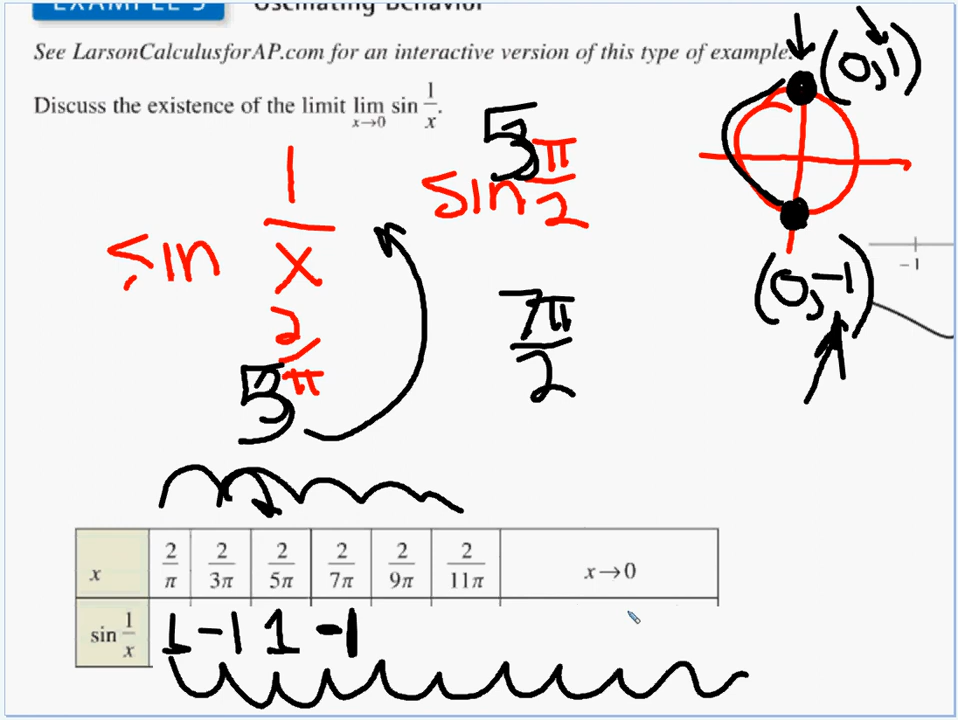 EXAMPLE 5 Oscillating Behavior
See LarsonCalculusforAP.com for an interactive version of this type of example.
Discuss the existence of the limit lim x→0 sin 1/x.
(0,1)
sin 1/x
sin 5π/2
2/5π
(0,-1)
-1
7π/2
x 2/π 2/3π 2/5π 2/7π 2/9π 2/11π x→0
sin 1/x 1 -1 1 -1